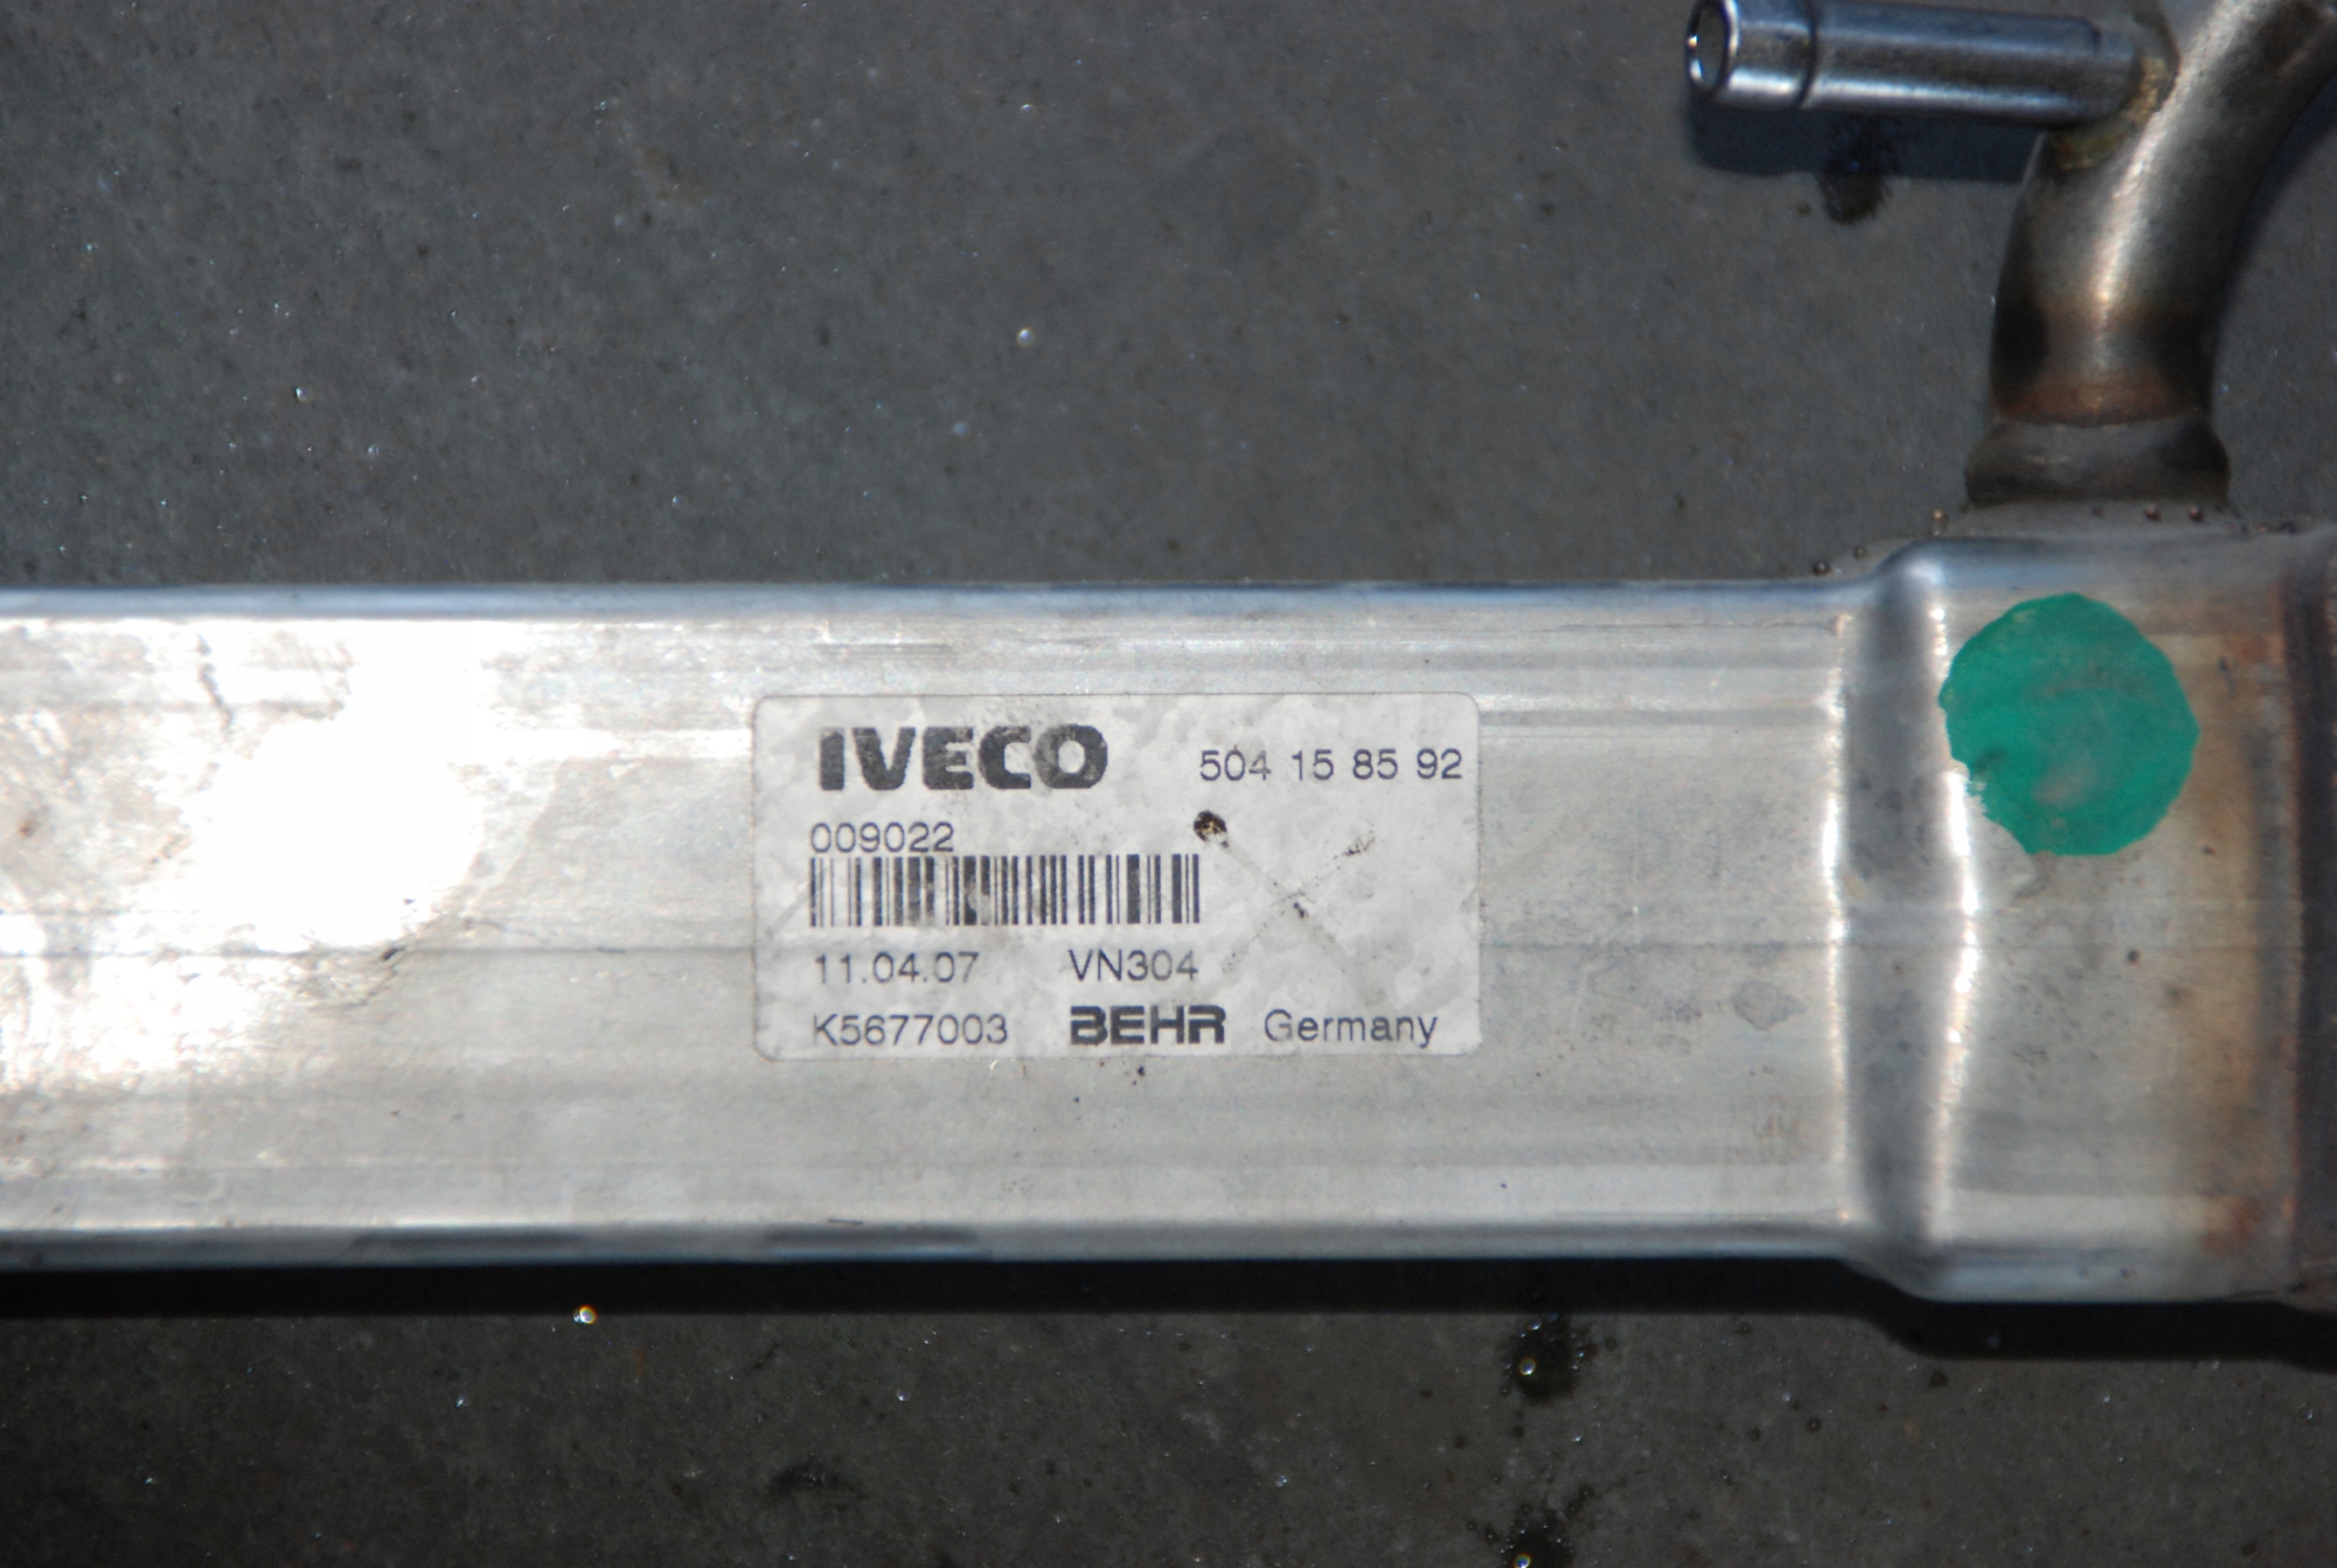 IVECO 504 15 85 92
009022
11.04.07 VN304
K5677003 BEHR Germany